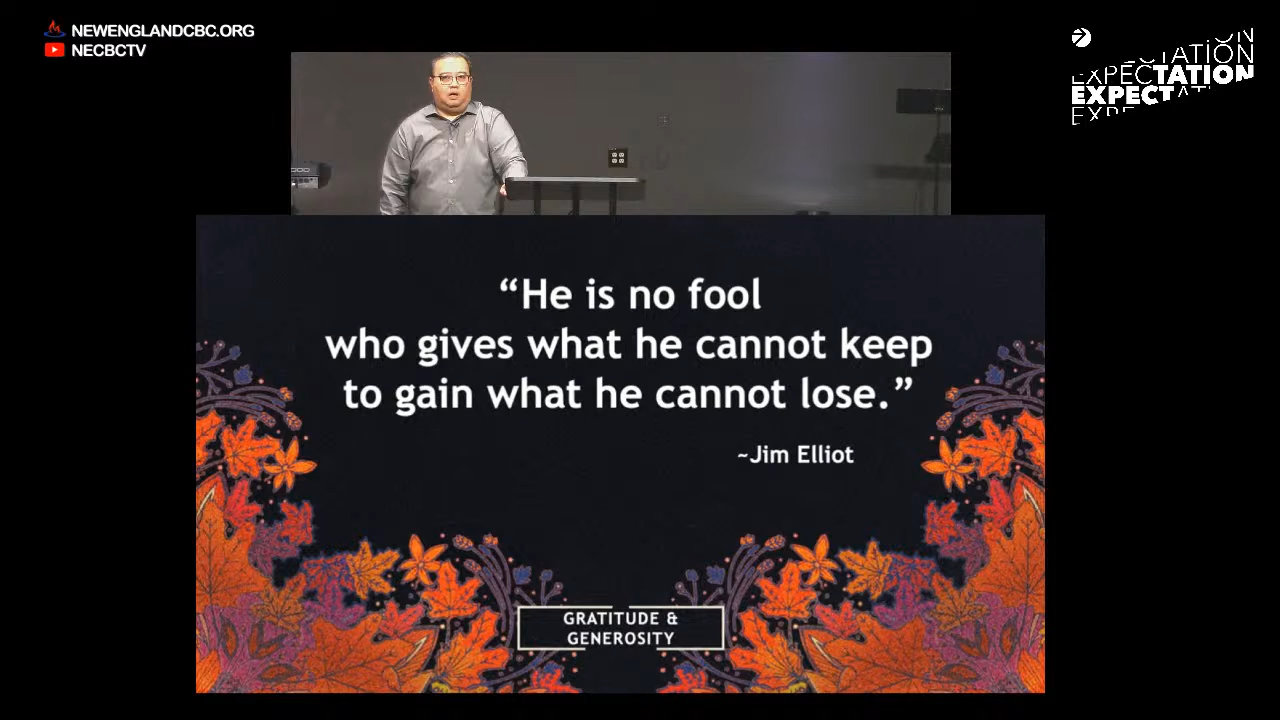 NEWENGLANDCBC.ORG
NECBCTV
EXPECTATION
“He is no fool
who gives what he cannot keep
to gain what he cannot lose.”
~Jim Elliot
GRATITUDE &
GENEROSITY